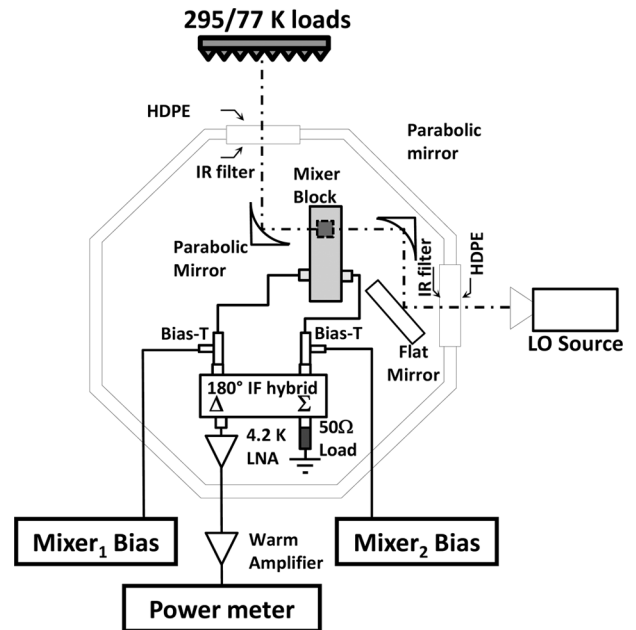 295/77 K loads
HDPE
IR filter
Parabolic
mirror
Mixer
Block
Parabolic
Mirror
IR filter
HDPE
LO Source
Flat
Mirror
Bias-T
Bias-T
180° IF hybrid
Δ
Σ
4.2 K
LNA
50Ω
Load
Mixer₁ Bias
Mixer₂ Bias
Warm
Amplifier
Power meter